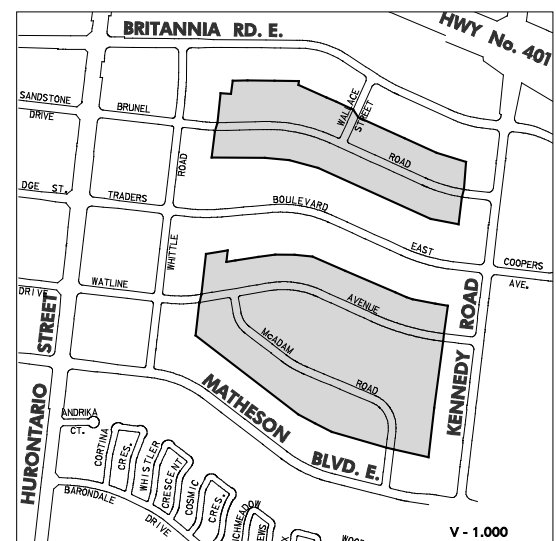 BRITANNIA RD. E.
HWY No. 401
SANDSTONE
DRIVE
BRUNEL
ROAD
WALLACE
STREET
ROAD
DGE ST.
TRADERS
BOULEVARD
EAST
COOPERS
AVE.
WHITTLE
WATLINE
AVENUE
DRIVE
STREET
HURONTARIO
McADAM
ROAD
KENNEDY
ROAD
MATHESON
BLVD. E.
ANDRIKA
CT.
CORTINA
CRES.
WHISTLER
CRESCENT
COSMIC
CRES.
BARONDALE
DRIVE
ICHMEADOW
EWS
V - 1.000